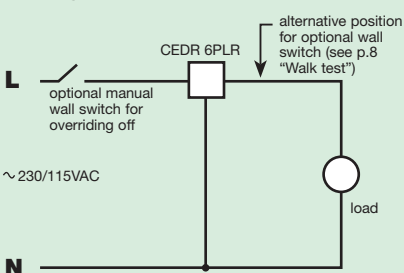 alternative position
for optional wall
switch (see p.8
“Walk test”)
CEDR 6PLR
L
optional manual
wall switch for
overriding off
~ 230/115VAC
load
N